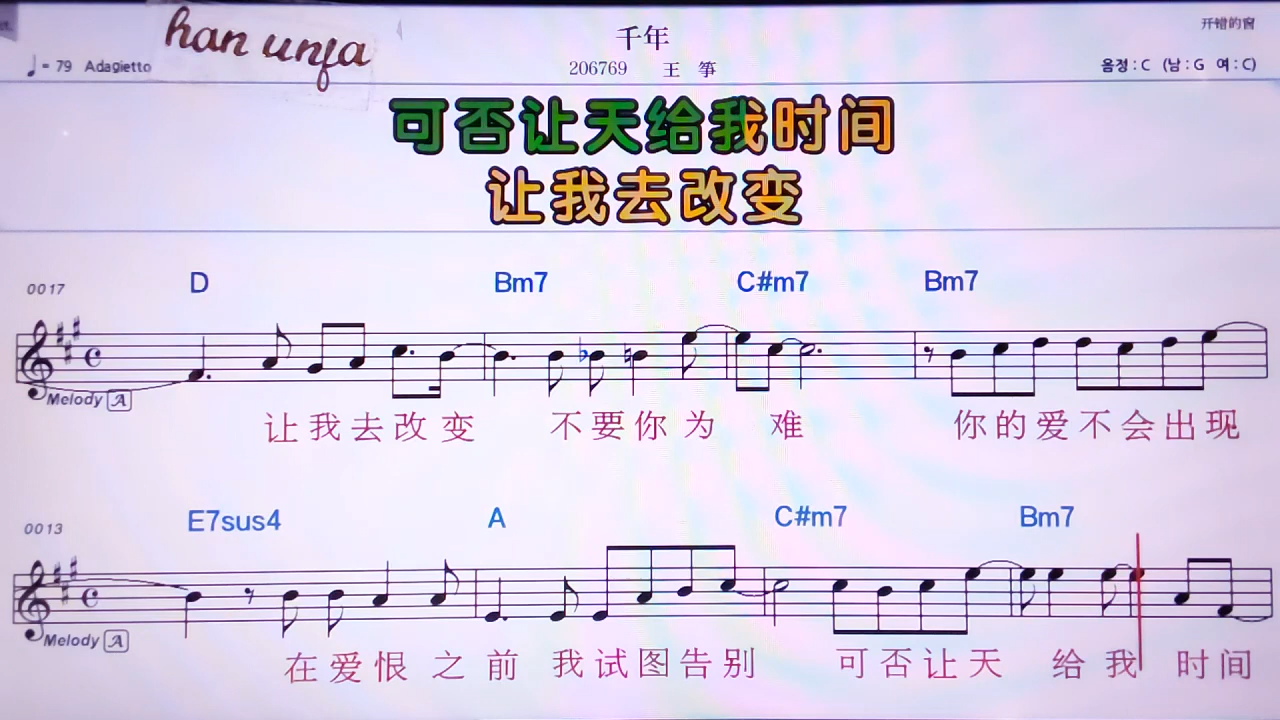 han unfa
千年
开错的窗
♩= 79 Adagietto
206769 王 筝
음정 : C (남 : G 여 : C)
可否让天给我时间
让我去改变
0017
D Bm7 C#m7 Bm7
Melody A
让我去改变 不要你为 难 你的爱不会出现
0013
E7sus4 A C#m7 Bm7
Melody A
在爱恨之前 我试图告别 可否让天 给我 时间